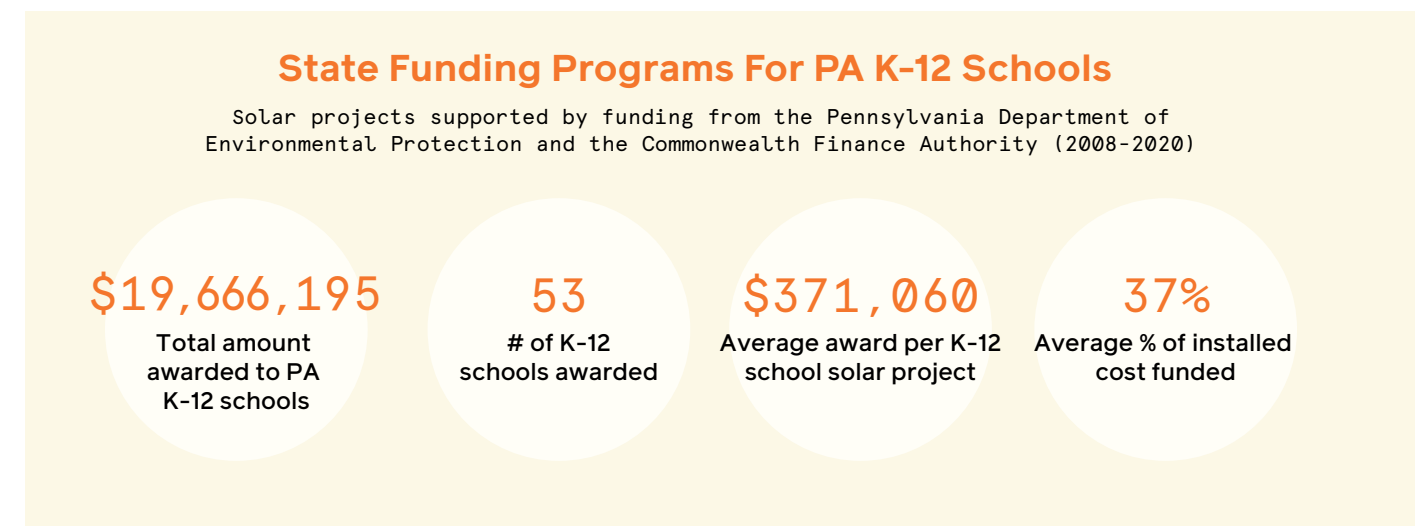 State Funding Programs For PA K-12 Schools
Solar projects supported by funding from the Pennsylvania Department of
Environmental Protection and the Commonwealth Finance Authority (2008-2020)
$19,666,195
Total amount
awarded to PA
K-12 schools
53
# of K-12
schools awarded
$371,060
Average award per K-12
school solar project
37%
Average % of installed
cost funded